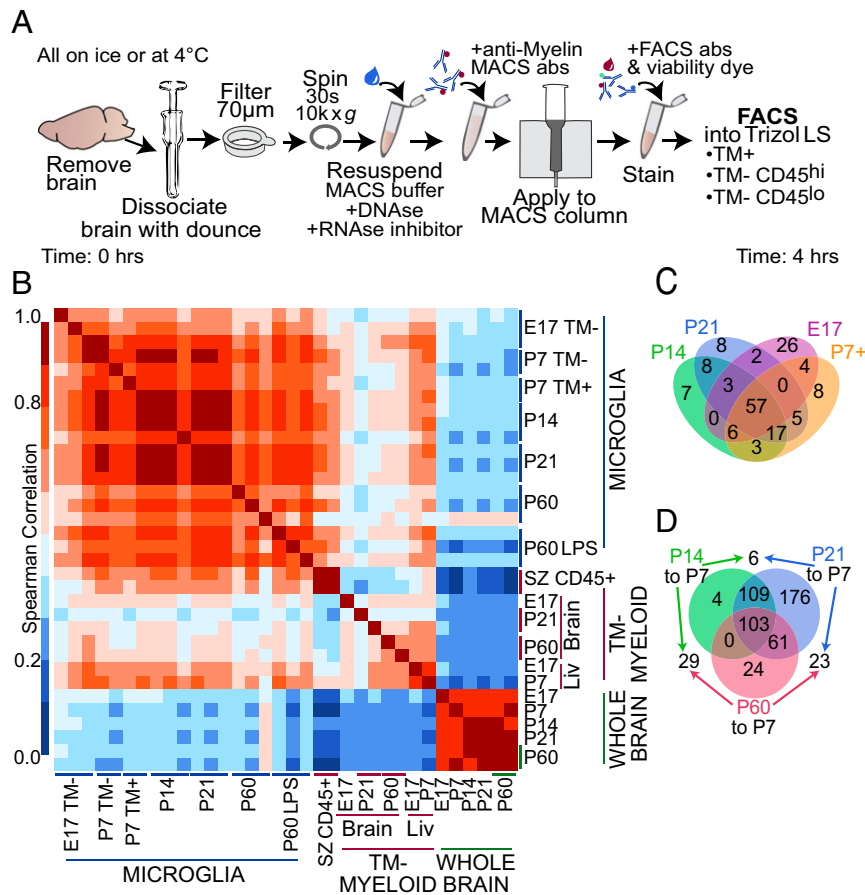 A
All on ice or at 4°C
Remove
brain
Dissociate
brain with dounce
Filter
70µm
Spin
30s
10k x g
Resuspend
MACS buffer
+DNAse
+RNAse inhibitor
+anti-Myelin
MACS abs
Apply to
MACS column
+FACS abs
& viability dye
Stain
FACS
into Trizol LS
•TM+
•TM- CD45hi
•TM- CD45lo
Time: 0 hrs
Time: 4 hrs
B
1.0
0.8
0.2
0.0
Spearman Correlation
E17 TM-
P7 TM-
P7 TM+
P14
P21
P60
P60 LPS
SZ CD45+
E17
P21
P60
E17
P7
E17
P7
P14
P21
P60
Brain
Liv
MICROGLIA
TM-
MYELOID
WHOLE
BRAIN
E17 TM-
P7 TM-
P7 TM+
P14
P21
P60
P60 LPS
SZ CD45+
E17
P21
P60
E17
P7
E17
P7
P14
P21
P60
Brain
Liv
MICROGLIA
TM-
MYELOID
WHOLE
BRAIN
C
P21
E17
P14
P7+
8
26
8
2
4
7
3
0
8
57
0
5
6
17
3
D
P14
to P7
6
P21
to P7
4
109
176
103
0
61
29
24
23
P60
to P7